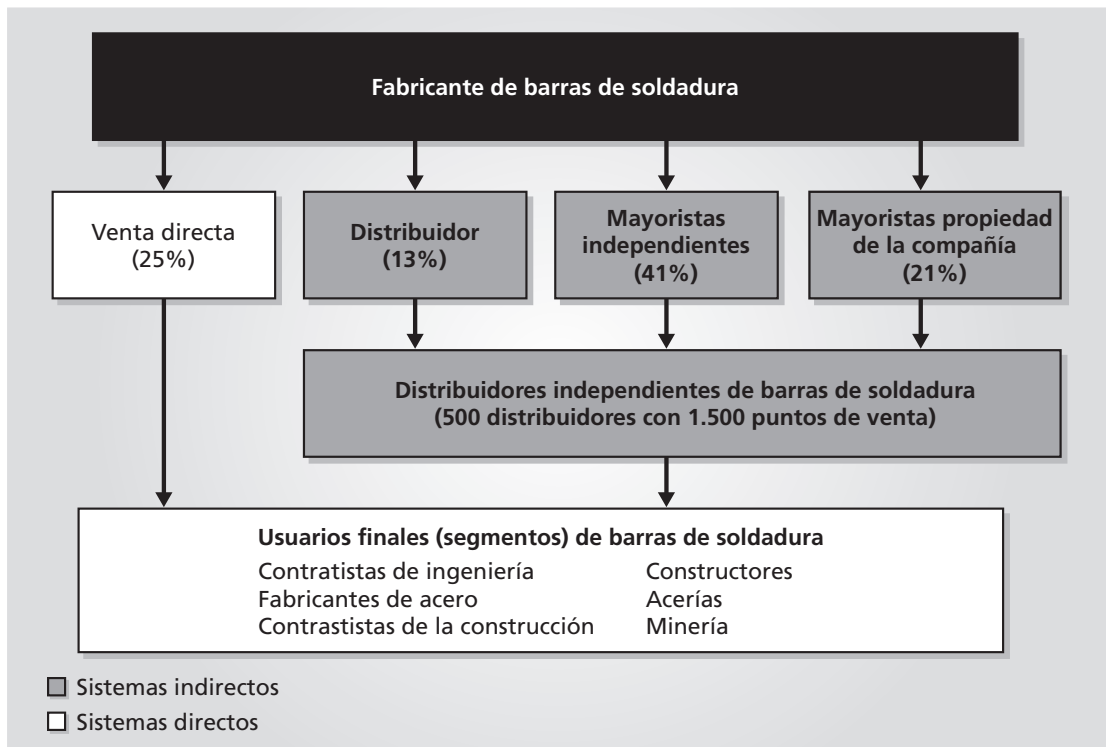 Fabricante de barras de soldadura
Venta directa
(25%)
Distribuidor
(13%)
Mayoristas
independientes
(41%)
Mayoristas propiedad
de la compañía
(21%)
Distribuidores independientes de barras de soldadura
(500 distribuidores con 1.500 puntos de venta)
Usuarios finales (segmentos) de barras de soldadura
Contratistas de ingeniería
Fabricantes de acero
Contrastistas de la construcción
Constructores
Acerías
Minería
Sistemas indirectos
Sistemas directos